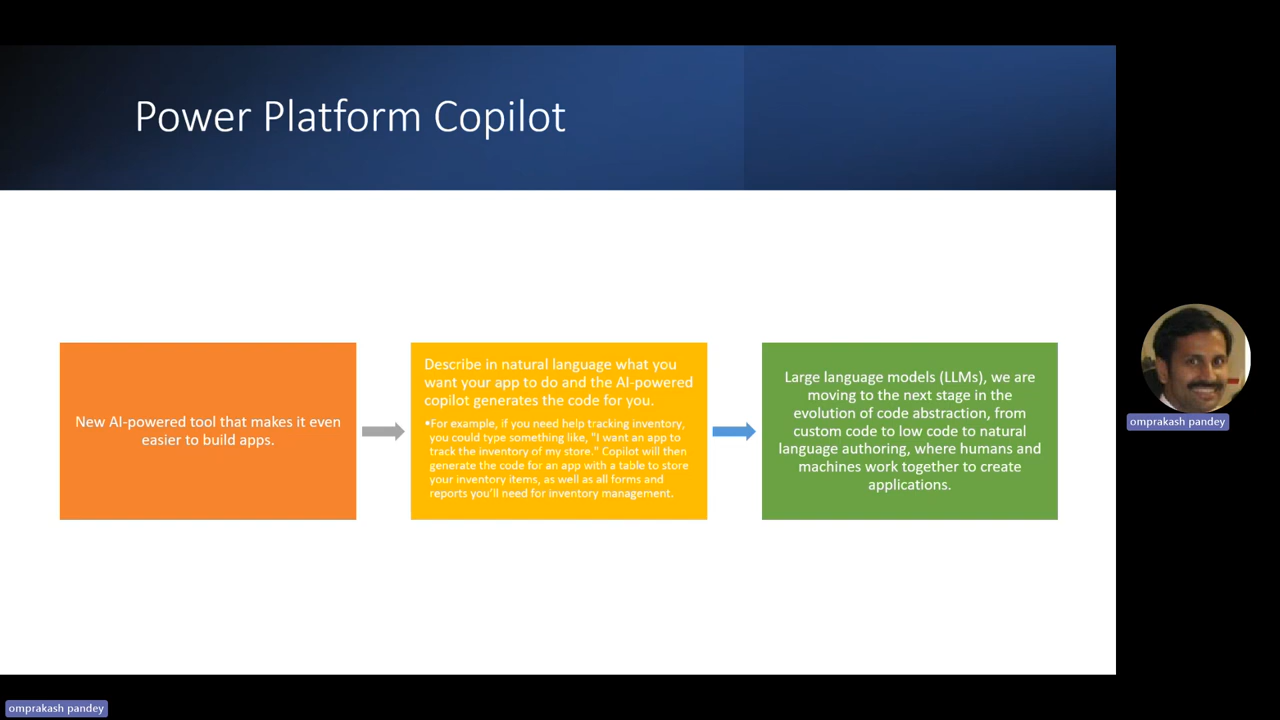 Power Platform Copilot
New AI-powered tool that makes it even
easier to build apps.
Describe in natural language what you
want your app to do and the AI-powered
copilot generates the code for you.
•For example, if you need help tracking inventory,
you could type something like, "I want an app to
track the inventory of my store." Copilot will then
generate the code for an app with a table to store
your inventory items, as well as all forms and
reports you'll need for inventory management.
Large language models (LLMs), we are
moving to the next stage in the
evolution of code abstraction, from
custom code to low code to natural
language authoring, where humans and
machines work together to create
applications.
omprakash pandey
omprakash pandey